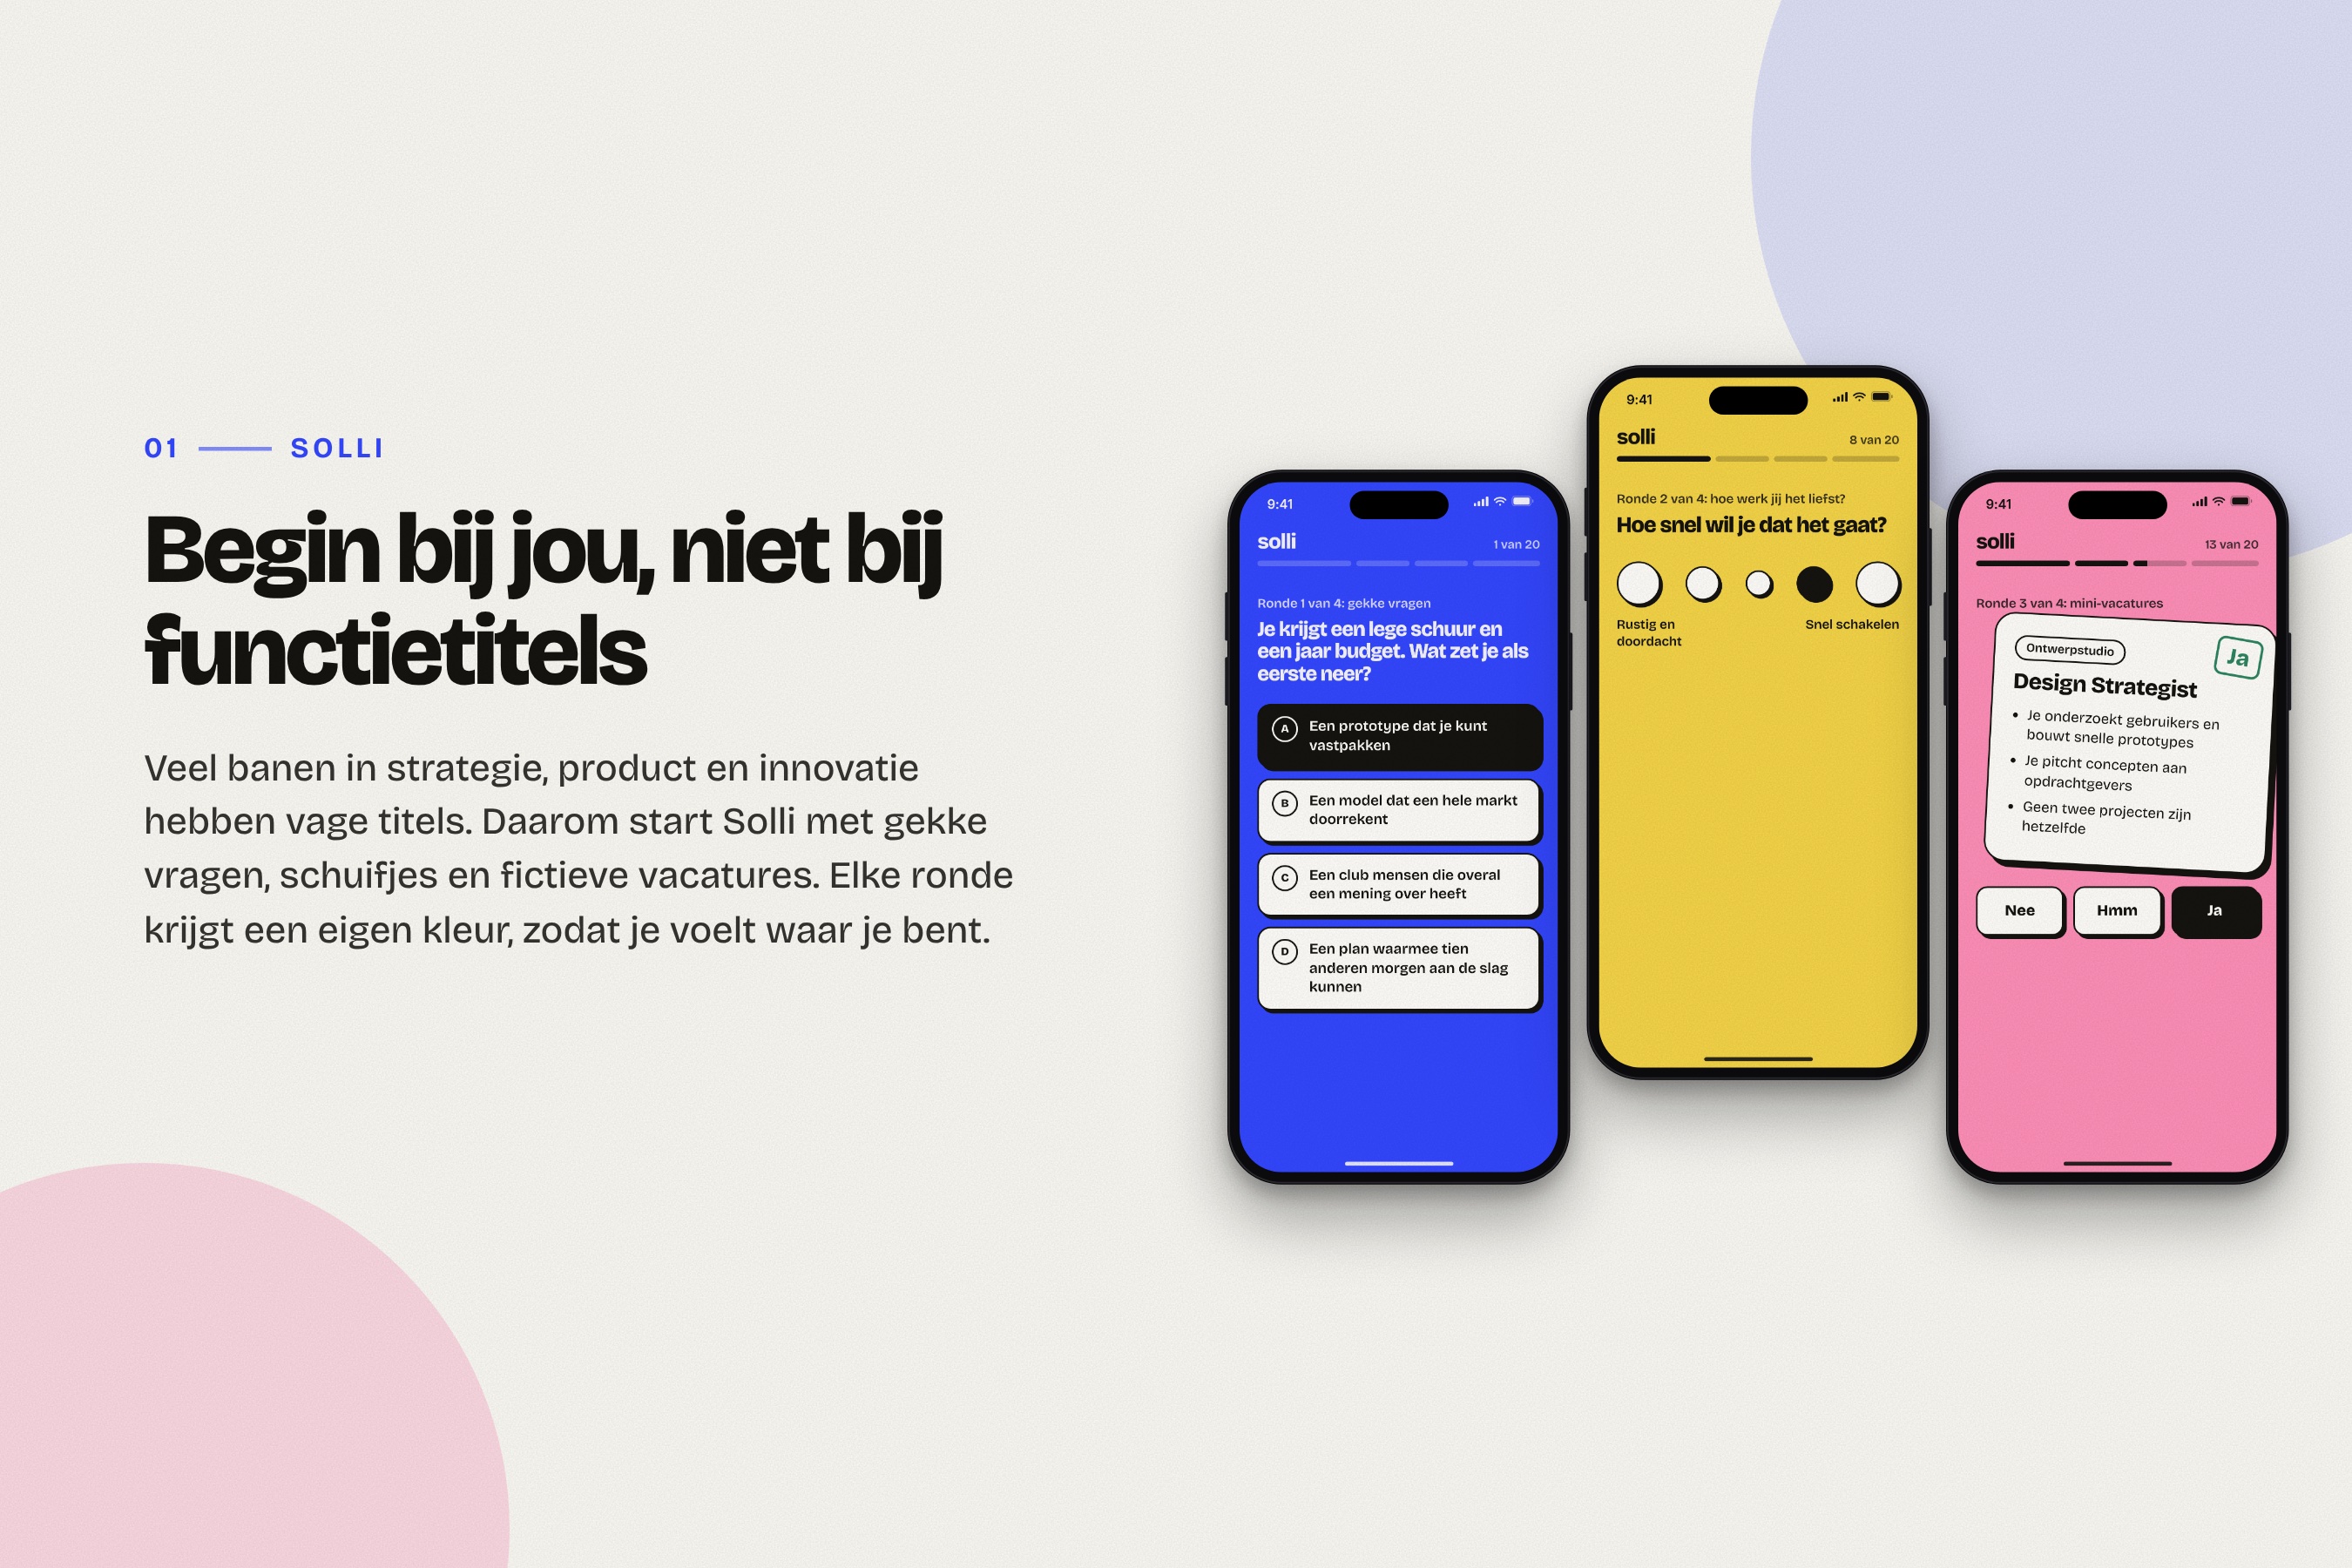 01 SOLLI
Begin bij jou, niet bij
functietitels
Veel banen in strategie, product en innovatie
hebben vage titels. Daarom start Solli met gekke
vragen, schuifjes en fictieve vacatures. Elke ronde
krijgt een eigen kleur, zodat je voelt waar je bent.
9:41
solli
1 van 20
Ronde 1 van 4: gekke vragen
Je krijgt een lege schuur en
een jaar budget. Wat zet je als
eerste neer?
A Een prototype dat je kunt
vastpakken
B Een model dat een hele markt
doorrekent
C Een club mensen die overal
een mening over heeft
D Een plan waarmee tien
anderen morgen aan de slag
kunnen
9:41
solli
8 van 20
Ronde 2 van 4: hoe werk jij het liefst?
Hoe snel wil je dat het gaat?
Rustig en
doordacht
Snel schakelen
9:41
solli
13 van 20
Ronde 3 van 4: mini-vacatures
Ontwerpstudio
Ja
Design Strategist
• Je onderzoekt gebruikers en
bouwt snelle prototypes
• Je pitcht concepten aan
opdrachtgevers
• Geen twee projecten zijn
hetzelfde
Nee
Hmm
Ja